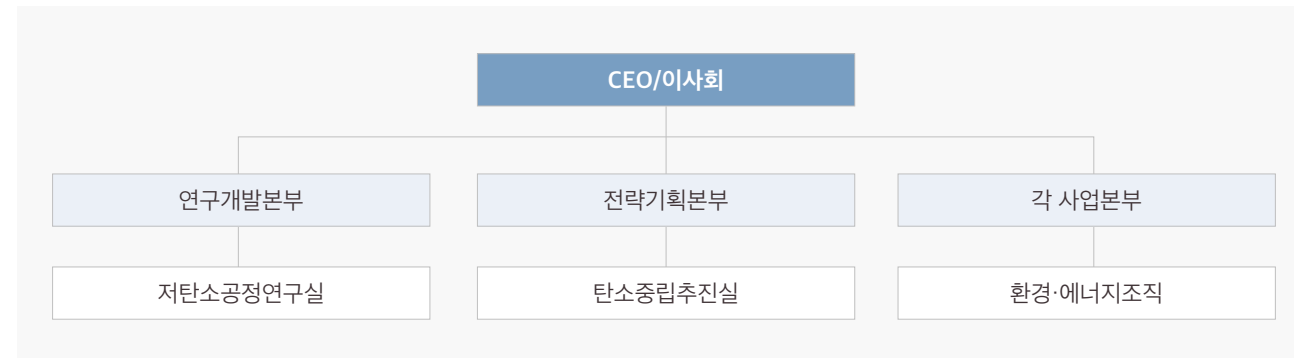 CEO/이사회
연구개발본부
전략기획본부
각 사업본부
저탄소공정연구실
탄소중립추진실
환경·에너지조직